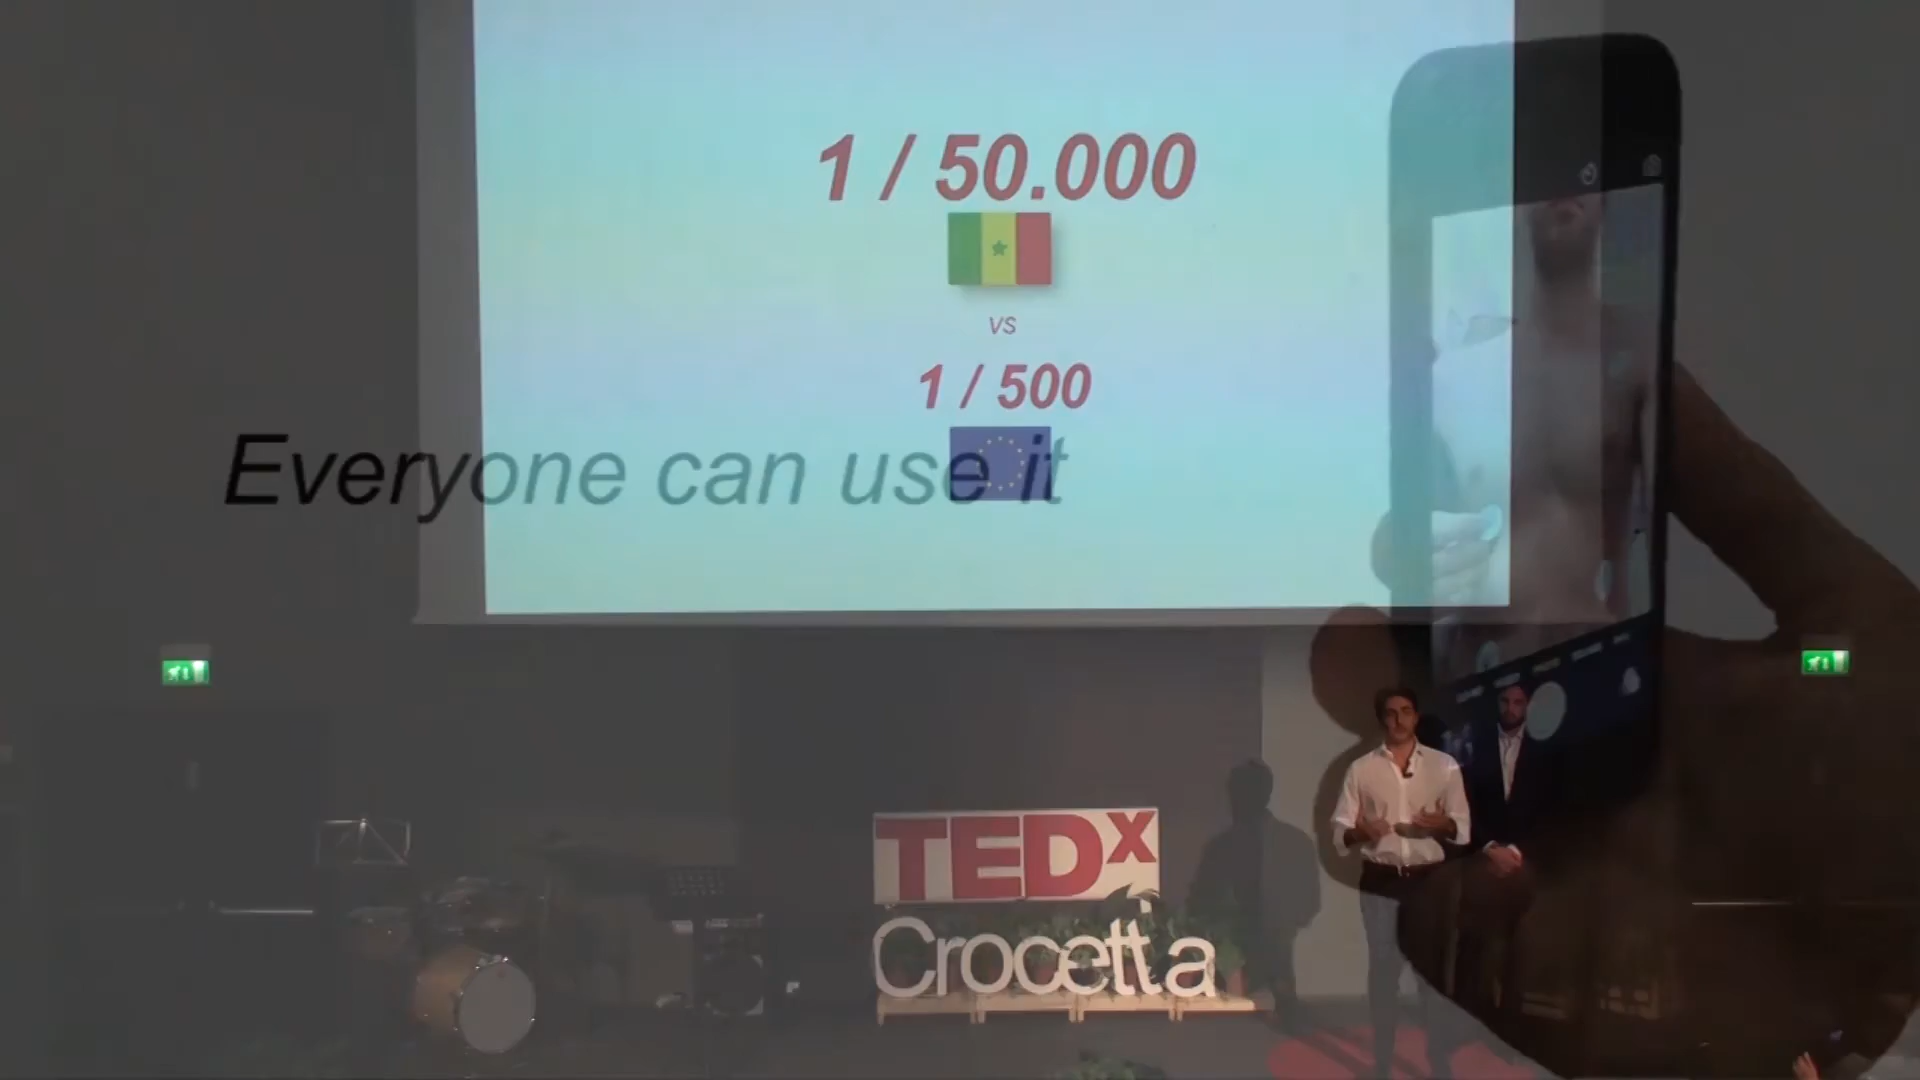 1 / 50.000
vs
1 / 500
Everyone can use it
TEDx
Crocetta